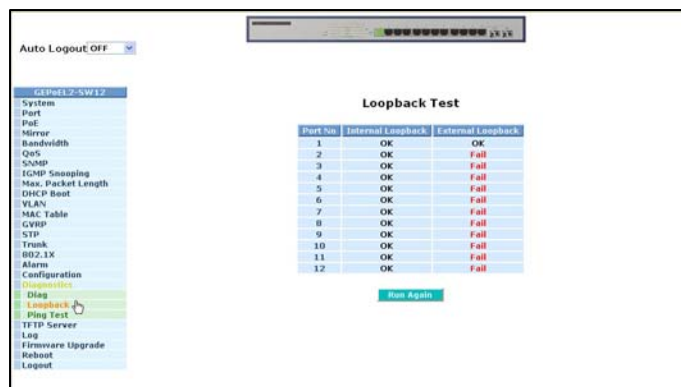 Auto Logout OFF
GEPoEL2-SW12
System
Port
PoE
Mirror
Bandwidth
QoS
SNMP
IGMP Snooping
Max. Packet Length
DHCP Boot
VLAN
MAC Table
GVRP
STP
Trunk
802.1X
Alarm
Configuration
Diagnostics
Diag
Loopback
Ping Test
TFTP Server
Log
Firmware Upgrade
Reboot
Logout
Loopback Test
Port No Internal Loopback External Loopback
1 OK OK
2 OK Fail
3 OK Fail
4 OK Fail
5 OK Fail
6 OK Fail
7 OK Fail
8 OK Fail
9 OK Fail
10 OK Fail
11 OK Fail
12 OK Fail
Run Again